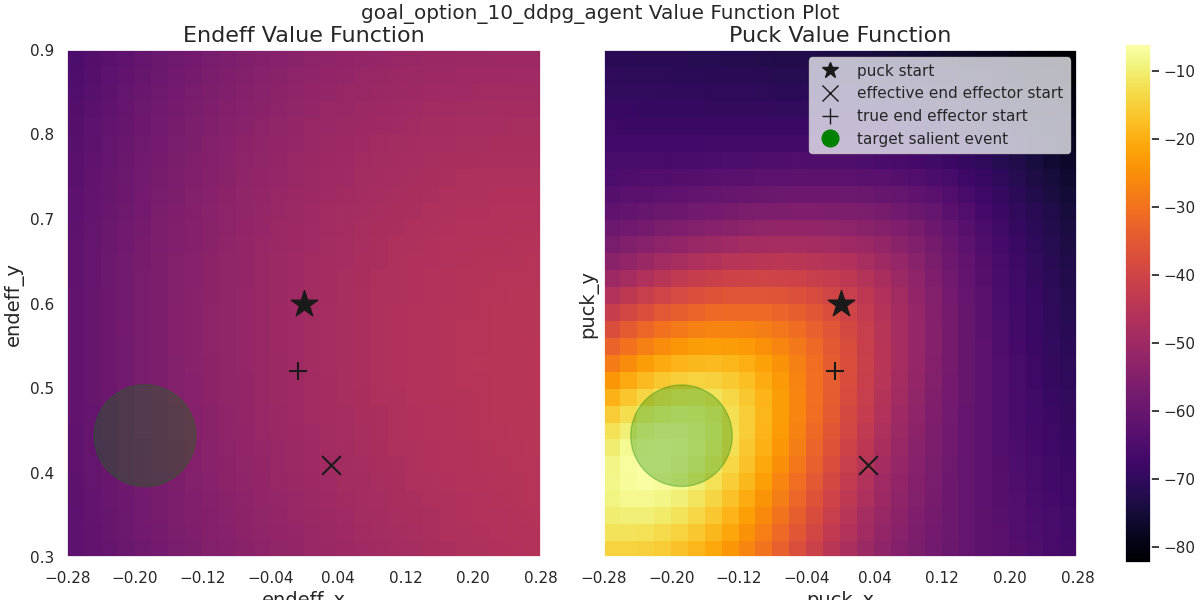 goal_option_10_ddpg_agent Value Function Plot
Endeff Value Function
Puck Value Function
puck start
effective end effector start
true end effector start
target salient event
0.9
0.8
0.7
0.6
0.5
0.4
0.3
endeff_y
−0.28 −0.20 −0.12 −0.04 0.04 0.12 0.20 0.28
endeff_x
puck_y
−0.28 −0.20 −0.12 −0.04 0.04 0.12 0.20 0.28
puck_x
−10
−20
−30
−40
−50
−60
−70
−80